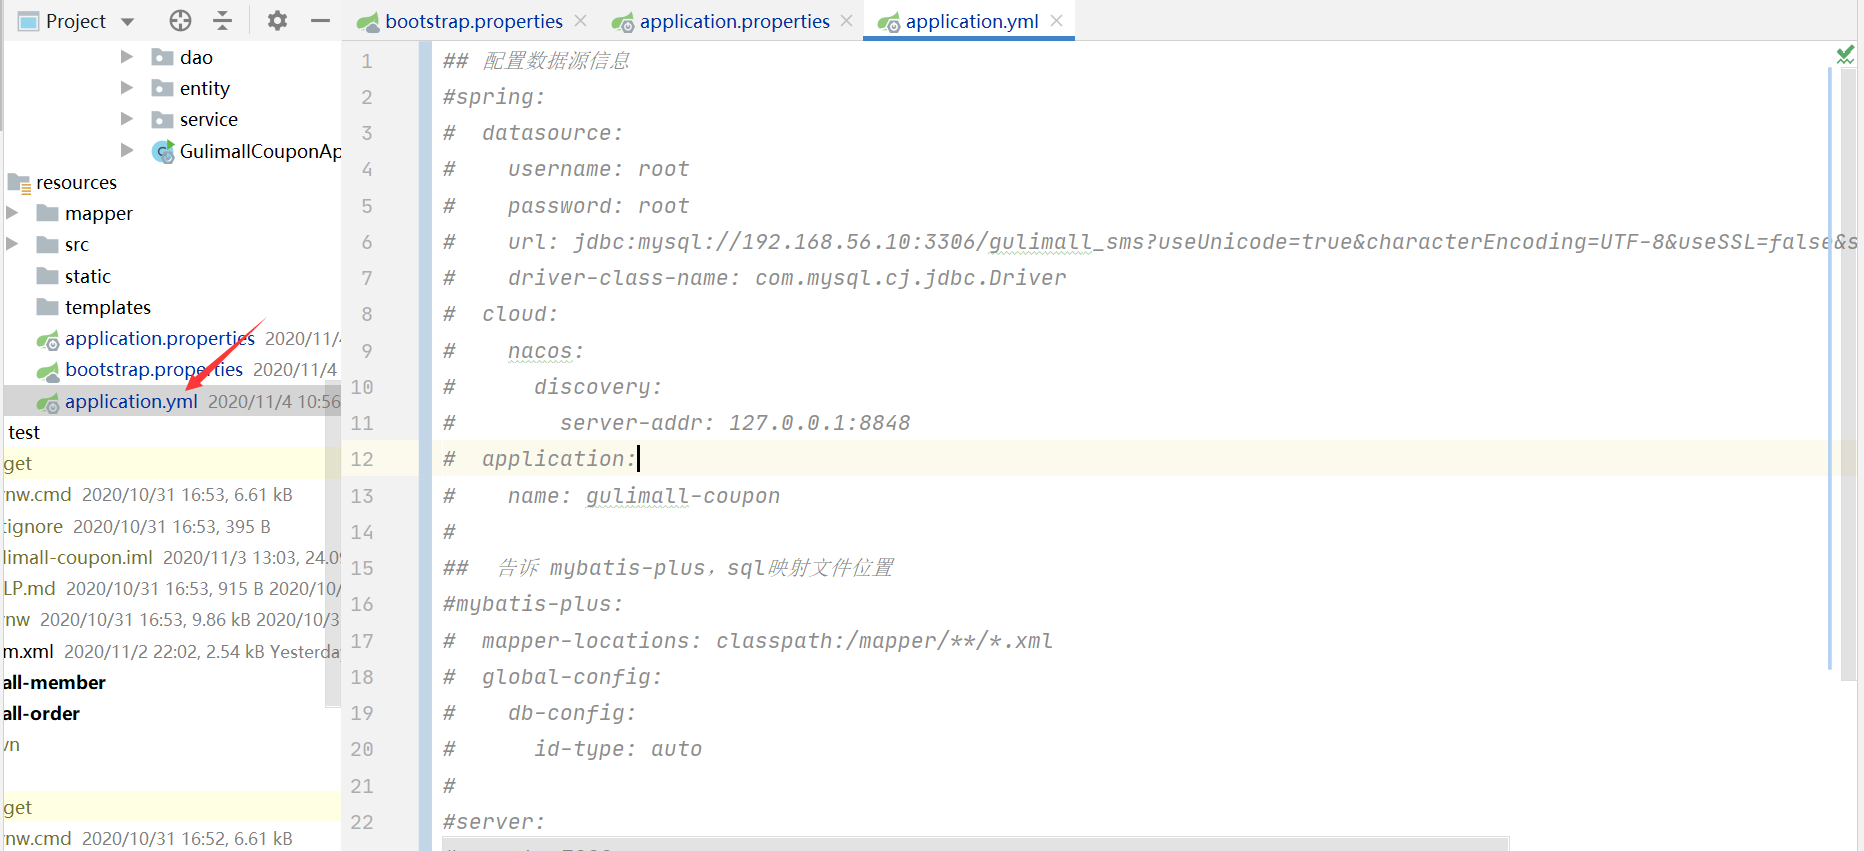 Project
bootstrap.properties
application.properties
application.yml
dao
entity
service
GulimallCouponAp
resources
mapper
src
static
templates
application.properties 2020/11/4
bootstrap.properties 2020/11/4
application.yml 2020/11/4 10:56
test
get
nw.cmd 2020/10/31 16:53, 6.61 kB
tignore 2020/10/31 16:53, 395 B
limall-coupon.iml 2020/11/3 13:03, 24.09
LP.md 2020/10/31 16:53, 915 B 2020/10/
nw 2020/10/31 16:53, 9.86 kB 2020/10/3
m.xml 2020/11/2 22:02, 2.54 kB Yesterday
all-member
all-order
vn
get
nw.cmd 2020/10/31 16:52, 6.61 kB
1 ## 配置数据源信息
2 #spring:
3 #  datasource:
4 #    username: root
5 #    password: root
6 #    url: jdbc:mysql://192.168.56.10:3306/gulimall_sms?useUnicode=true&characterEncoding=UTF-8&useSSL=false&s
7 #    driver-class-name: com.mysql.cj.jdbc.Driver
8 #  cloud:
9 #    nacos:
10 #      discovery:
11 #        server-addr: 127.0.0.1:8848
12 #  application:
13 #    name: gulimall-coupon
14 #
15 ##  告诉 mybatis-plus，sql映射文件位置
16 #mybatis-plus:
17 #  mapper-locations: classpath:/mapper/**/*.xml
18 #  global-config:
19 #    db-config:
20 #      id-type: auto
21 #
22 #server: